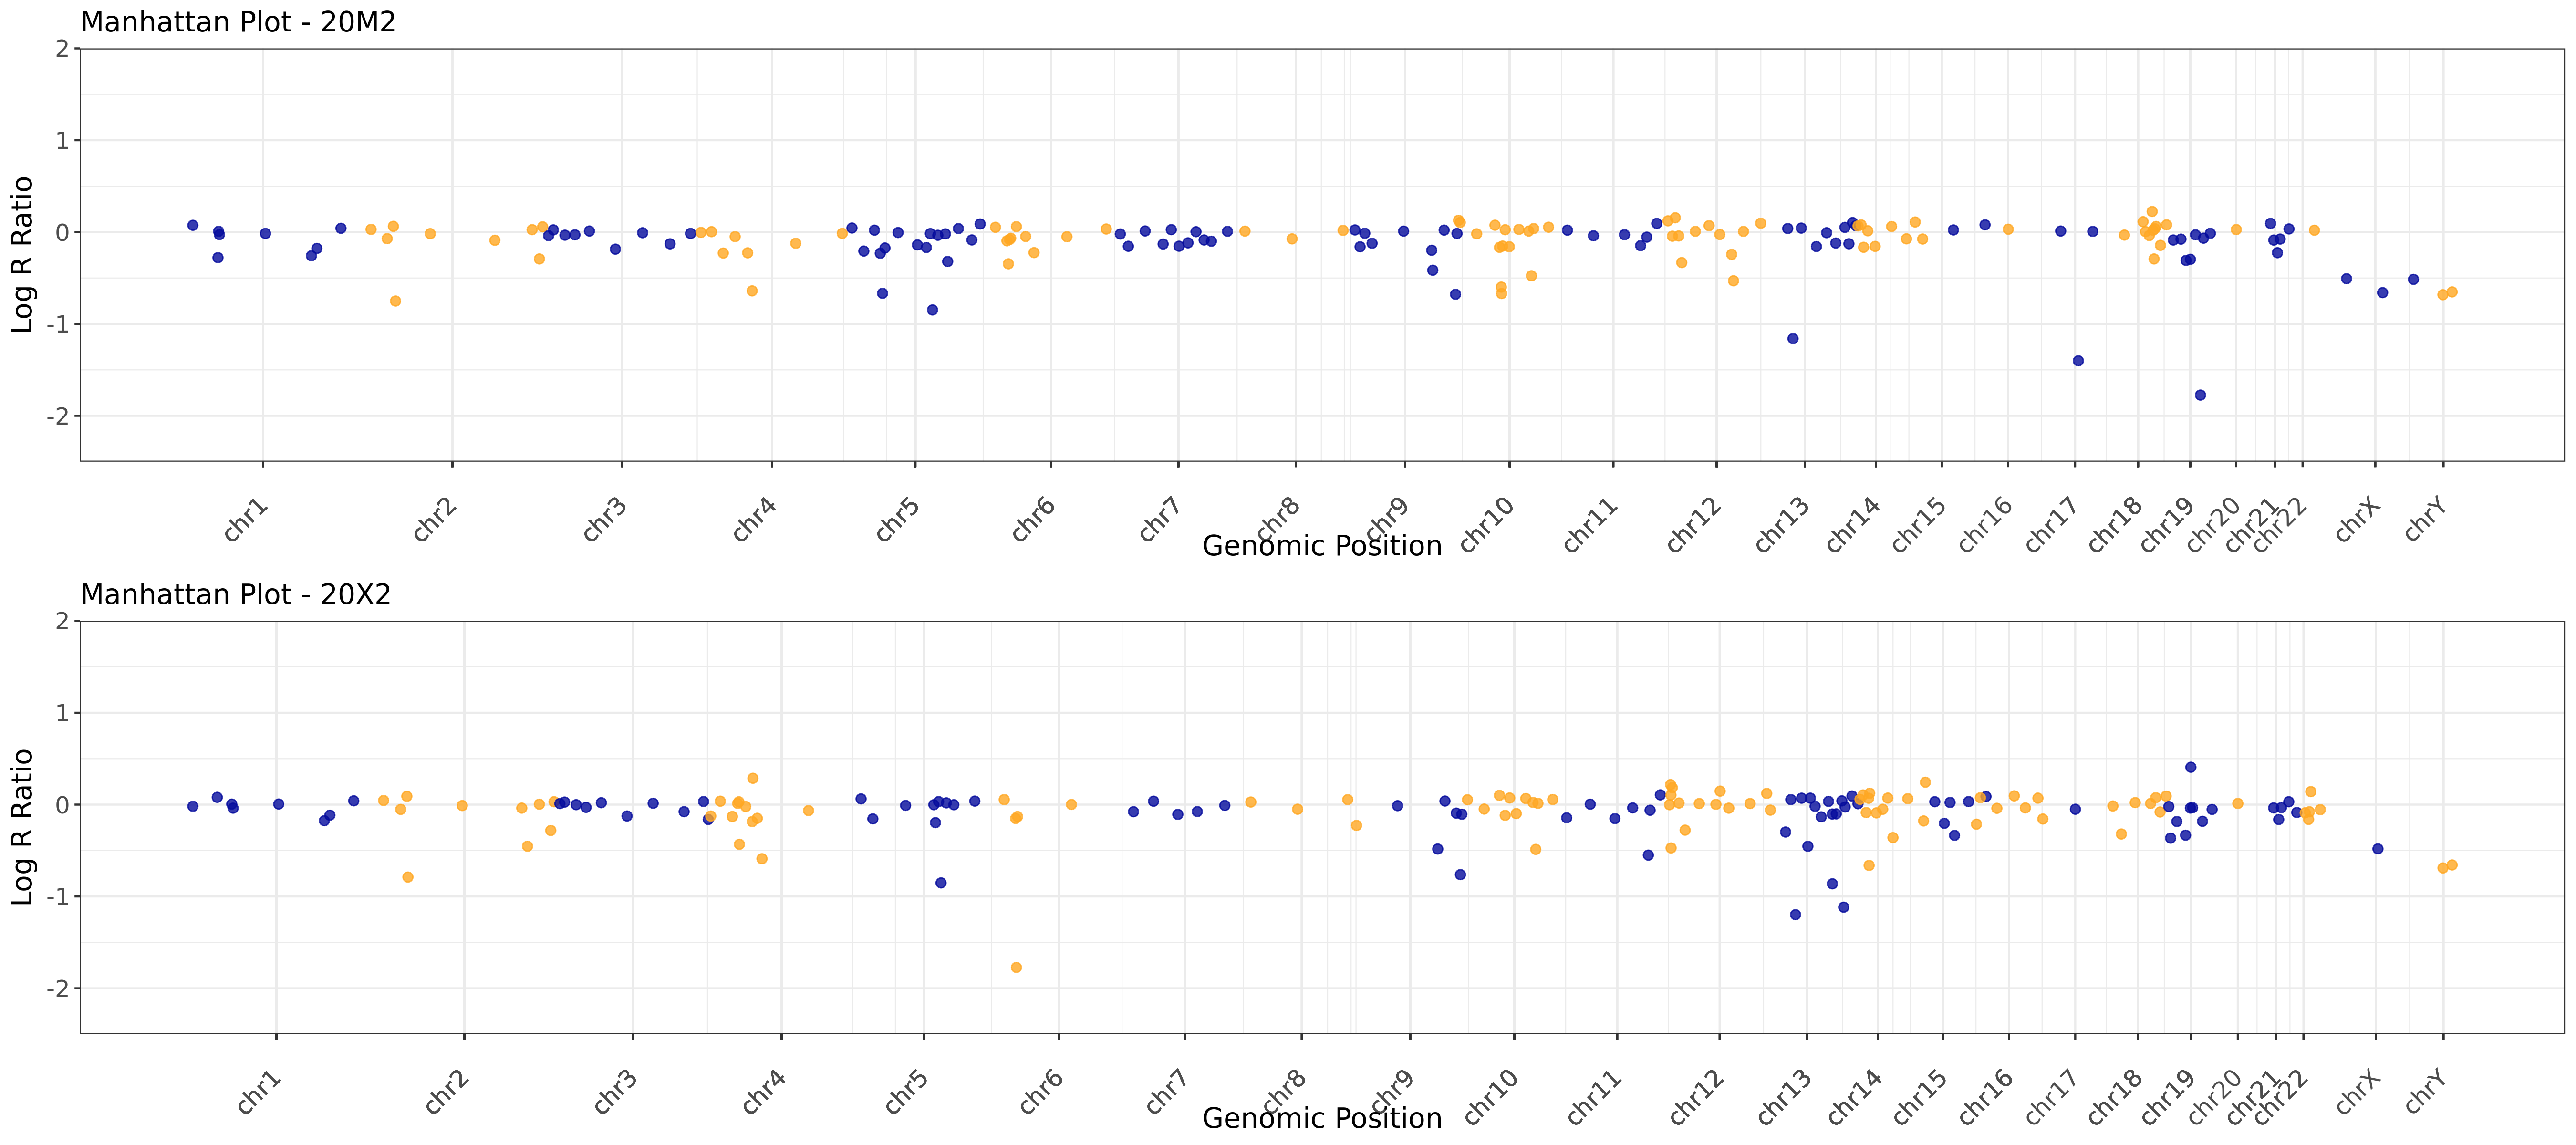 Manhattan Plot - 20M2
2
1
0
-1
-2
Log R Ratio
chr1 chr2 chr3 chr4 chr5 chr6 chr7 chr8 chr9 chr10 chr11 chr12 chr13 chr14 chr15 chr16 chr17 chr18 chr19 chr20 chr21 chr22 chrX chrY
Genomic Position
Manhattan Plot - 20X2
2
1
0
-1
-2
Log R Ratio
chr1 chr2 chr3 chr4 chr5 chr6 chr7 chr8 chr9 chr10 chr11 chr12 chr13 chr14 chr15 chr16 chr17 chr18 chr19 chr20 chr21 chr22 chrX chrY
Genomic Position